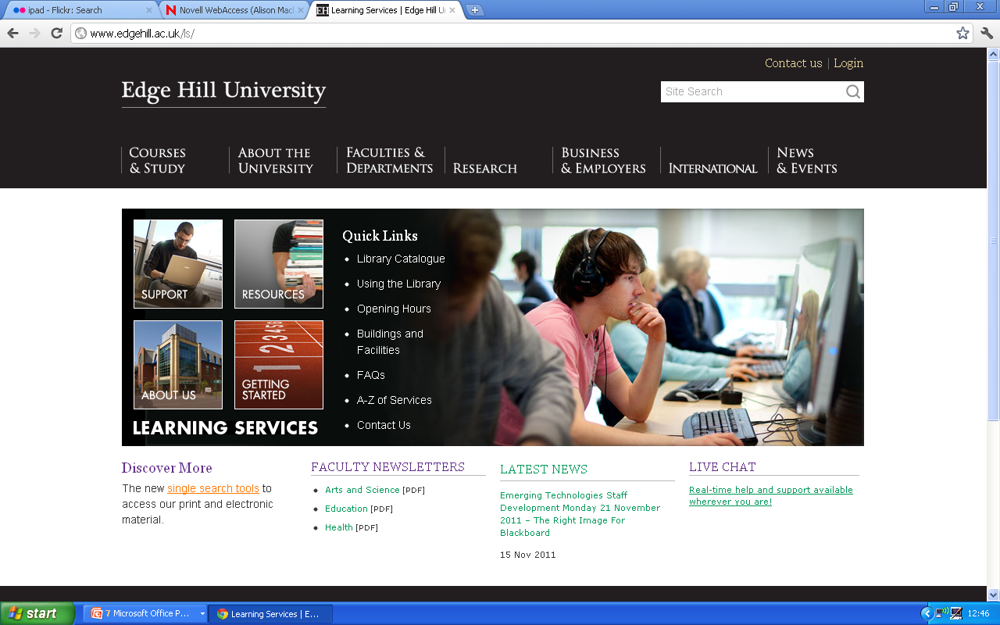 ipad - Flickr: Search
Novell WebAccess (Alison Mack
Learning Services | Edge Hill Un
www.edgehill.ac.uk/ls/
Contact us | Login
Edge Hill University
Site Search
COURSES & STUDY
ABOUT THE UNIVERSITY
FACULTIES & DEPARTMENTS
RESEARCH
BUSINESS & EMPLOYERS
INTERNATIONAL
NEWS & EVENTS
SUPPORT
RESOURCES
ABOUT US
GETTING STARTED
LEARNING SERVICES
Quick Links
Library Catalogue
Using the Library
Opening Hours
Buildings and
Facilities
FAQs
A-Z of Services
Contact Us
Discover More
The new single search tools to
access our print and electronic
material.
FACULTY NEWSLETTERS
Arts and Science [PDF]
Education [PDF]
Health [PDF]
LATEST NEWS
Emerging Technologies Staff
Development Monday 21 November
2011 – The Right Image For
Blackboard
15 Nov 2011
LIVE CHAT
Real-time help and support available
wherever you are!
start
7 Microsoft Office P...
Learning Services | E...
12:46